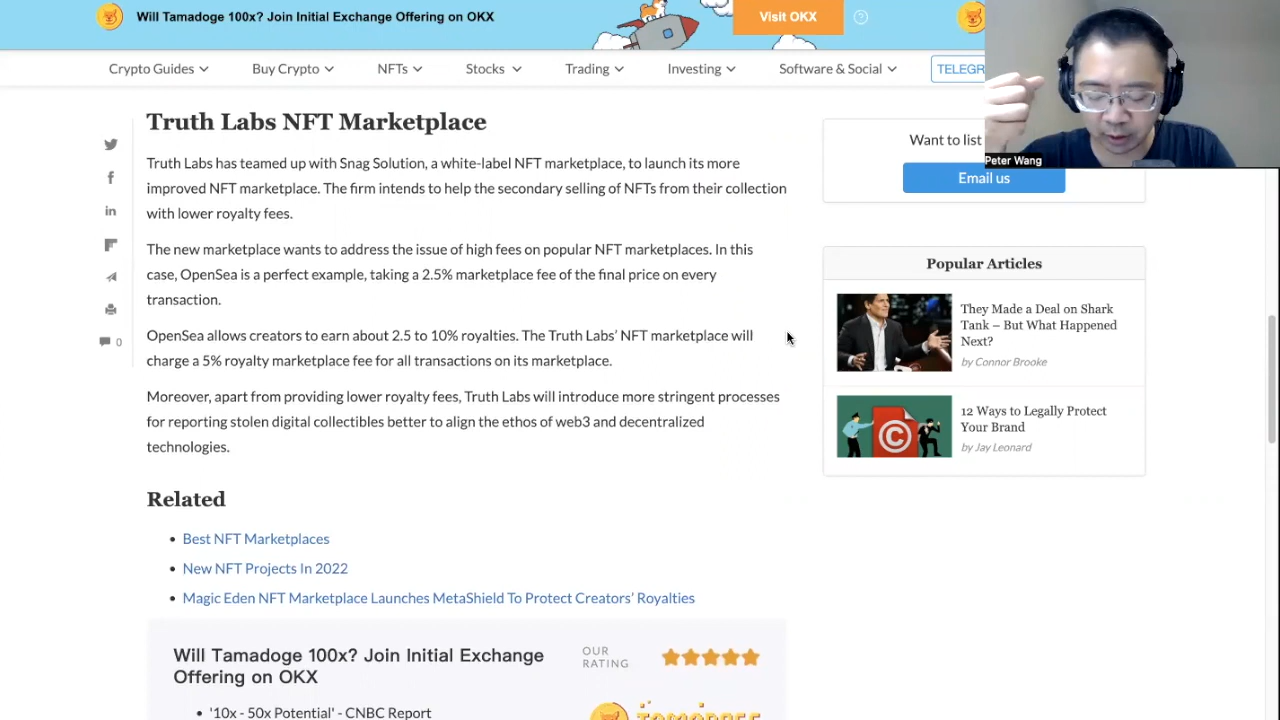 Will Tamadoge 100x? Join Initial Exchange Offering on OKX
Visit OKX
?
Crypto Guides
Buy Crypto
NFTs
Stocks
Trading
Investing
Software & Social
TELEGR
Peter Wang
Truth Labs NFT Marketplace
Truth Labs has teamed up with Snag Solution, a white-label NFT marketplace, to launch its more
improved NFT marketplace. The firm intends to help the secondary selling of NFTs from their collection
with lower royalty fees.
The new marketplace wants to address the issue of high fees on popular NFT marketplaces. In this
case, OpenSea is a perfect example, taking a 2.5% marketplace fee of the final price on every
transaction.
0
OpenSea allows creators to earn about 2.5 to 10% royalties. The Truth Labs’ NFT marketplace will
charge a 5% royalty marketplace fee for all transactions on its marketplace.
Moreover, apart from providing lower royalty fees, Truth Labs will introduce more stringent processes
for reporting stolen digital collectibles better to align the ethos of web3 and decentralized
technologies.
Related
• Best NFT Marketplaces
• New NFT Projects In 2022
• Magic Eden NFT Marketplace Launches MetaShield To Protect Creators’ Royalties
Will Tamadoge 100x? Join Initial Exchange
Offering on OKX
• '10x - 50x Potential' - CNBC Report
OUR
RATING
Want to list
Email us
Popular Articles
They Made a Deal on Shark
Tank – But What Happened
Next?
by Connor Brooke
12 Ways to Legally Protect
Your Brand
by Jay Leonard